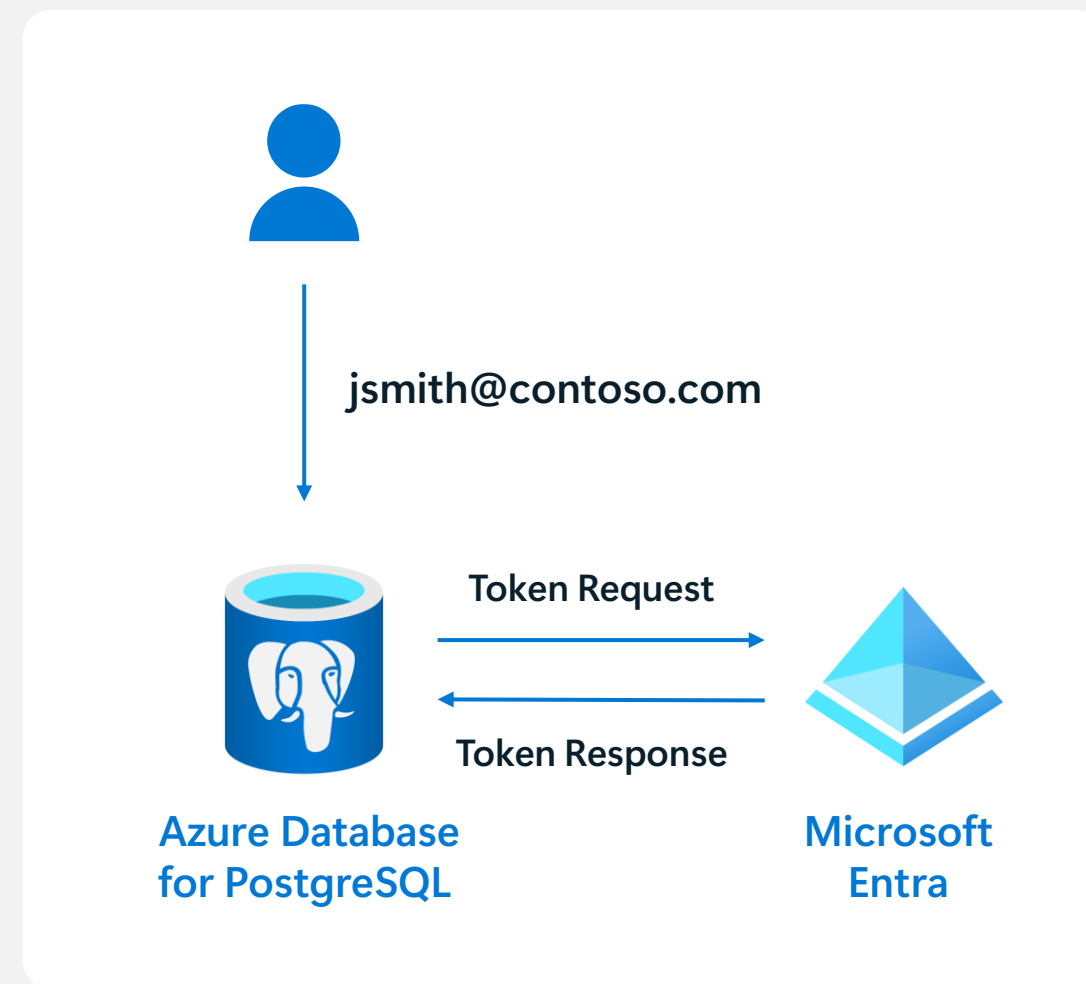 jsmith@contoso.com
Token Request
Token Response
Azure Database
for PostgreSQL
Microsoft
Entra